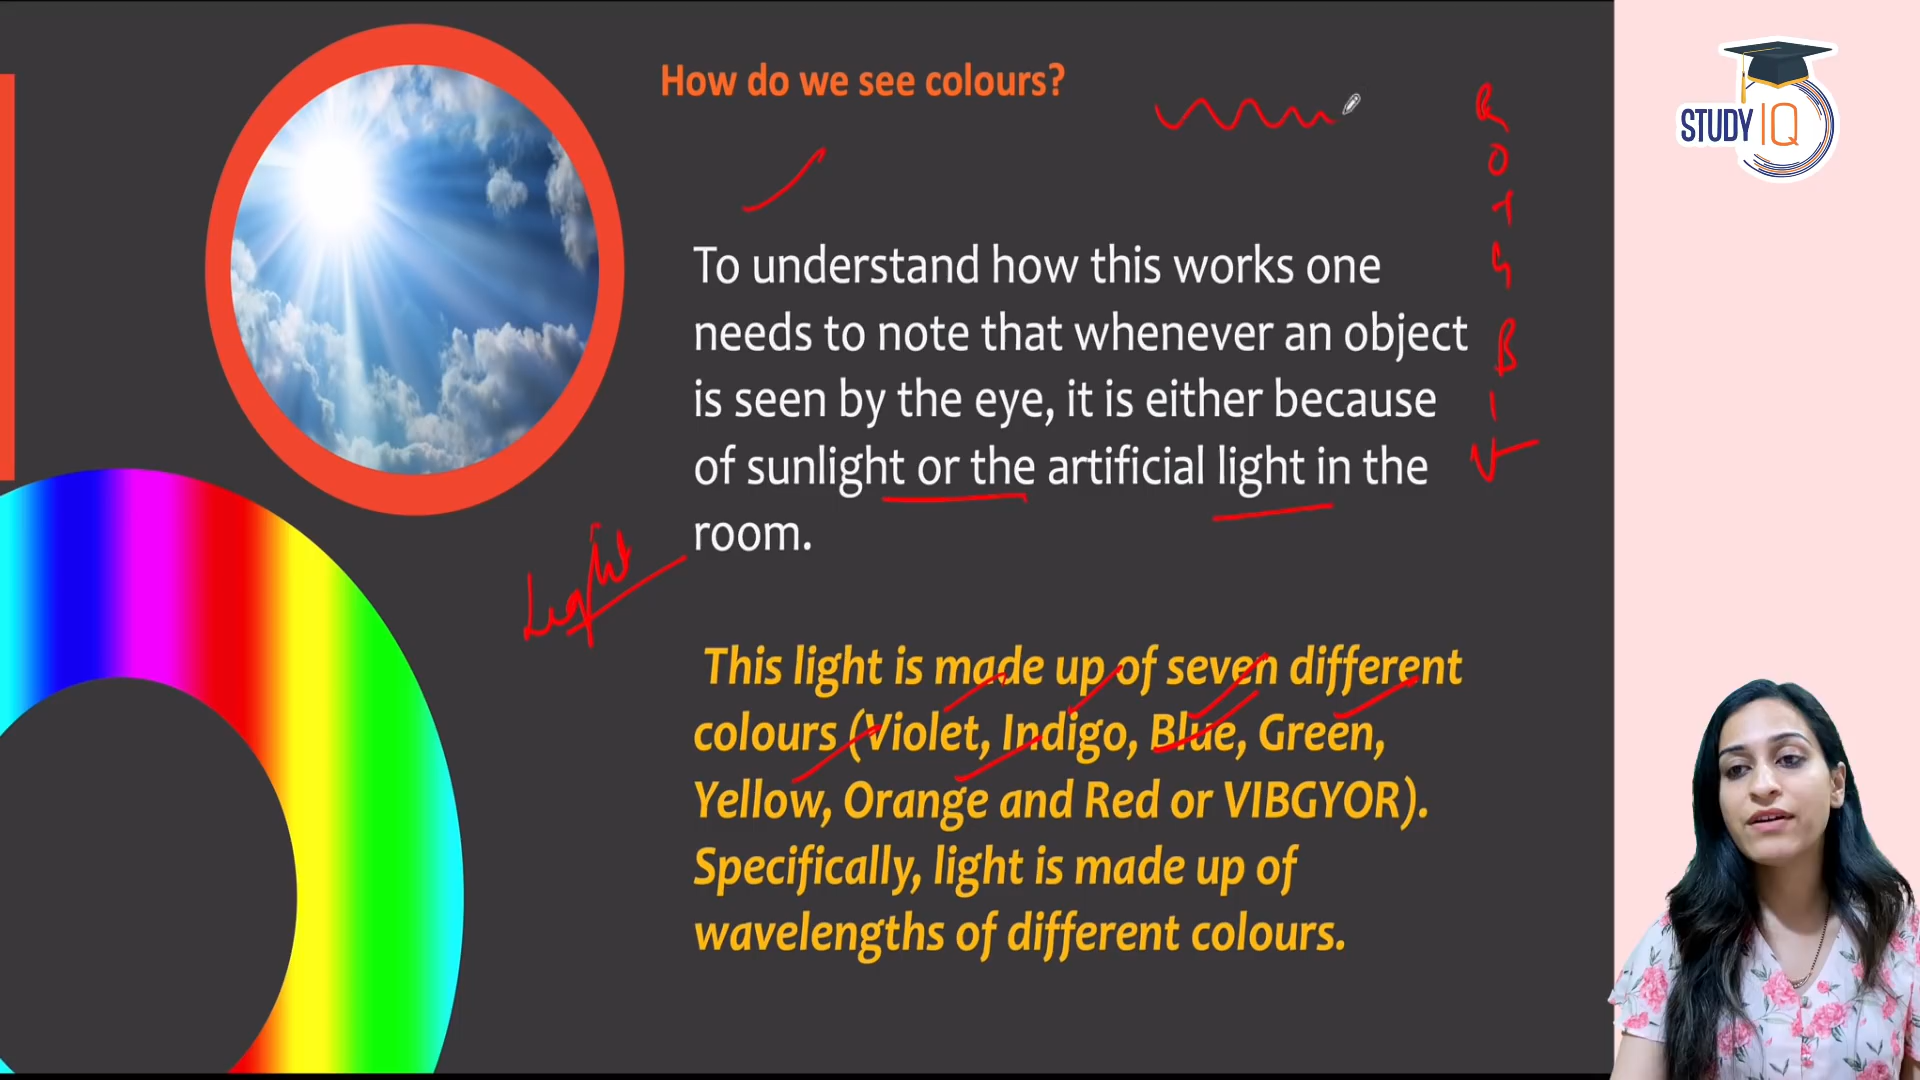 How do we see colours?
To understand how this works one
needs to note that whenever an object
is seen by the eye, it is either because
of sunlight or the artificial light in the
room.
Light
This light is made up of seven different
colours (Violet, Indigo, Blue, Green,
Yellow, Orange and Red or VIBGYOR).
Specifically, light is made up of
wavelengths of different colours.
R
O
Y
G
B
I
V
STUDY IQ